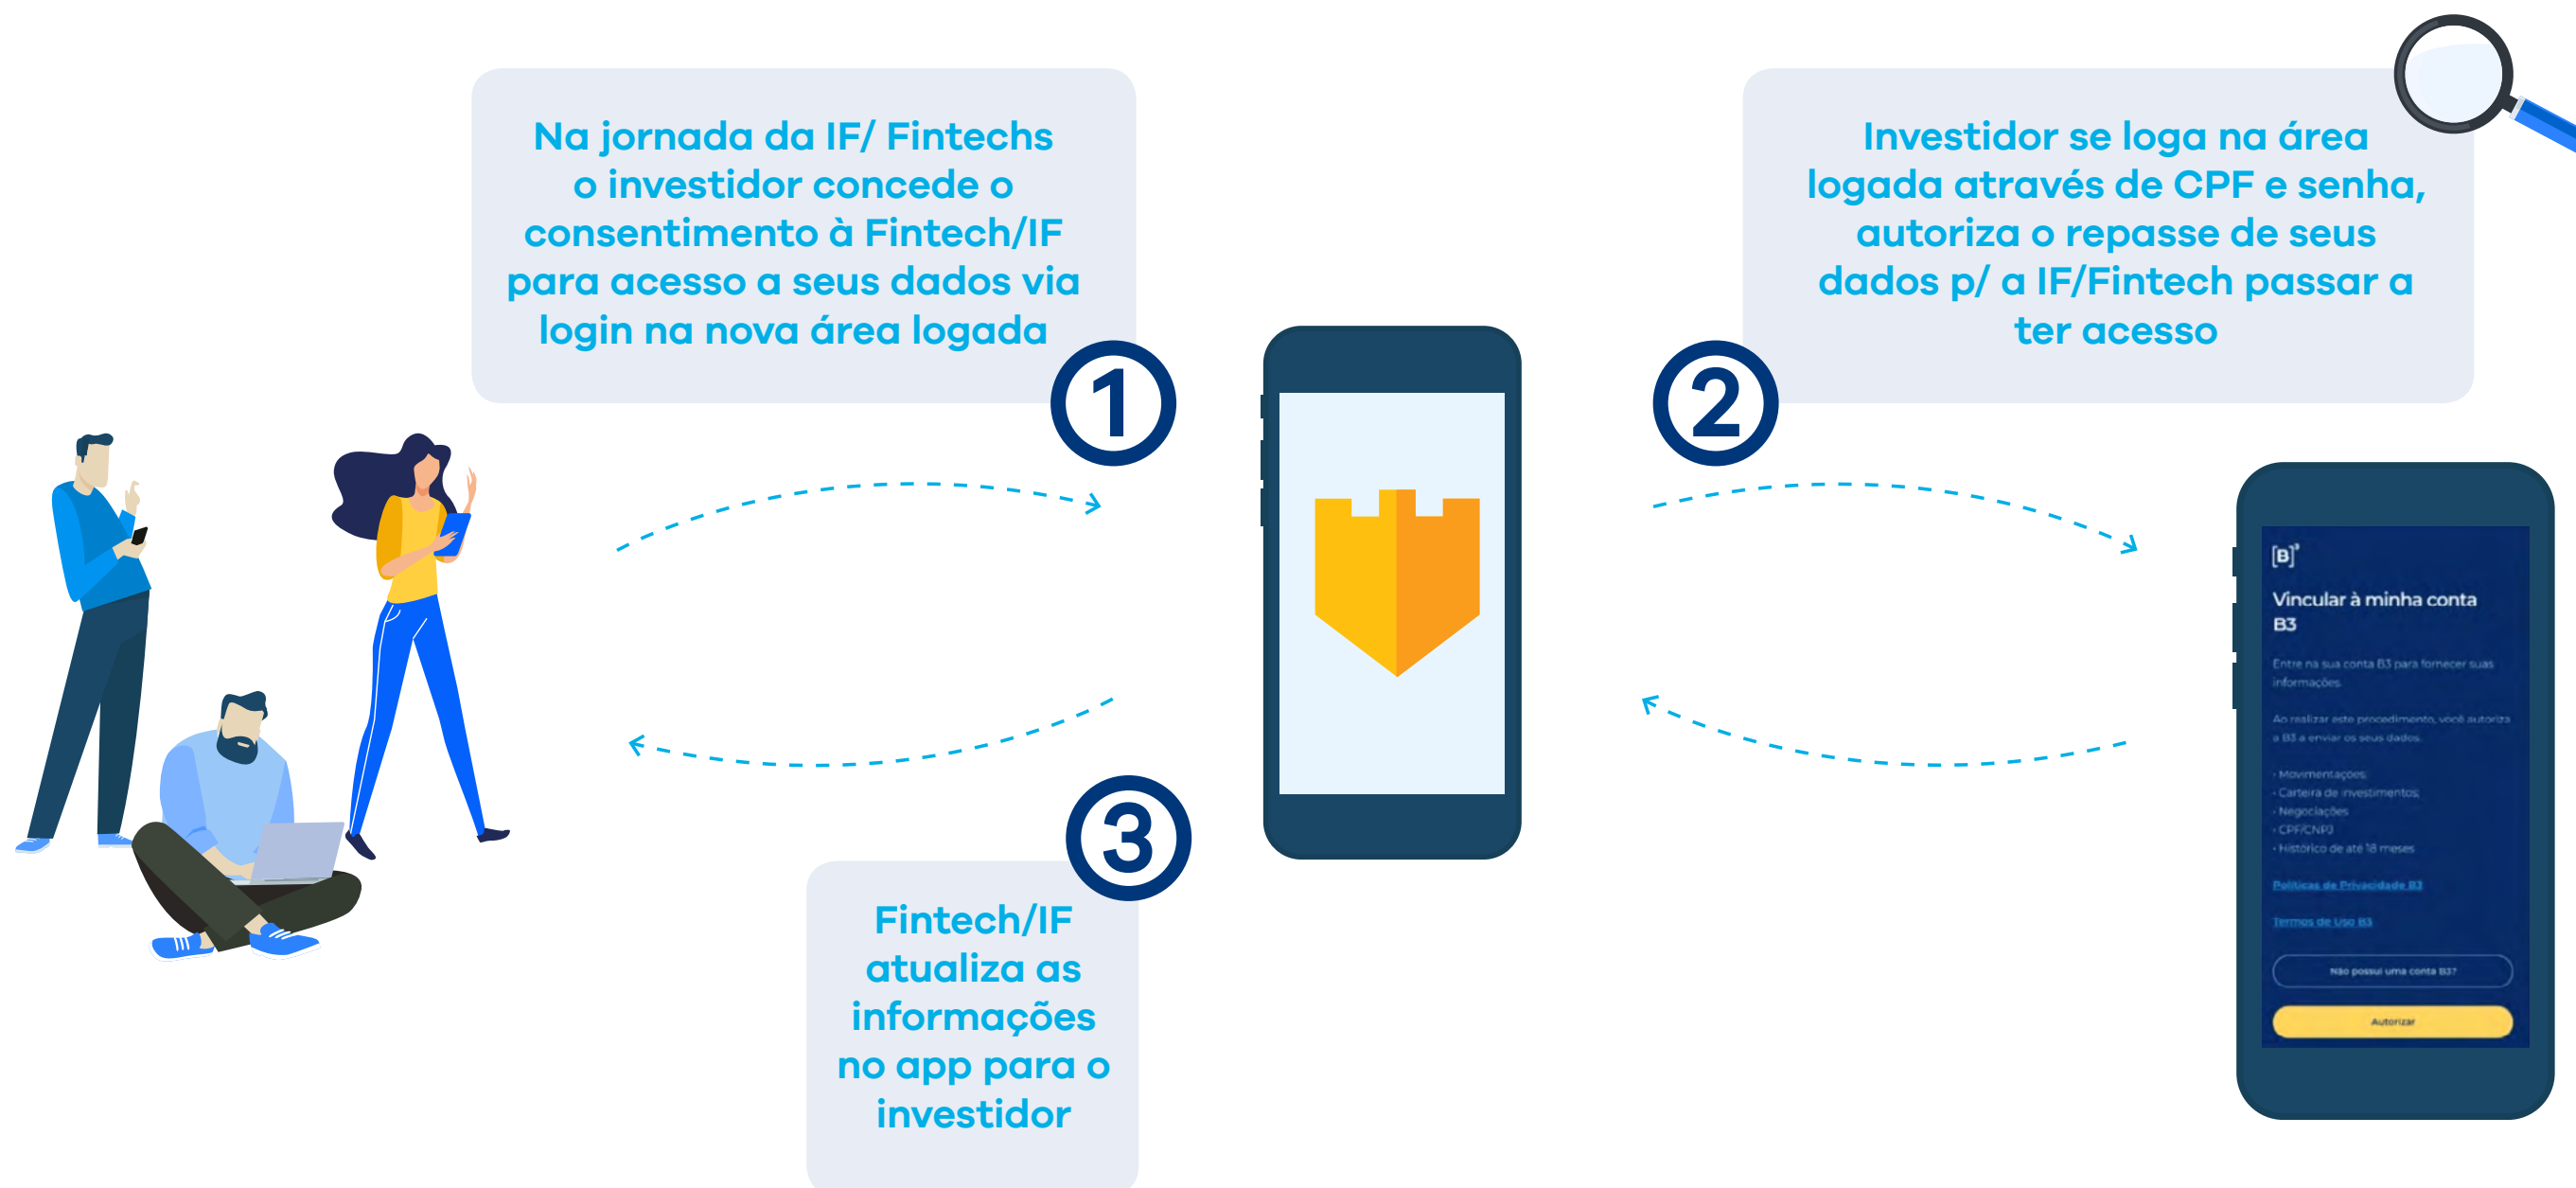 Na jornada da IF/ Fintechs
o investidor concede o
consentimento à Fintech/IF
para acesso a seus dados via
login na nova área logada
1
Investidor se loga na área
logada através de CPF e senha,
autoriza o repasse de seus
dados p/ a IF/Fintech passar a
ter acesso
2
3
Fintech/IF
atualiza as
informações
no app para o
investidor
[B]³
Vincular à minha conta
B3
Entre na sua conta B3 para fornecer suas
informações.
Ao realizar este procedimento, você autoriza
a B3 a enviar os seus dados.
• Movimentações;
• Carteira de investimentos;
• Negociações
• CPF/CNPJ
• Histórico de até 18 meses
Políticas de Privacidade B3
Termos de Uso B3
Não possui uma conta B3?
Autorizar